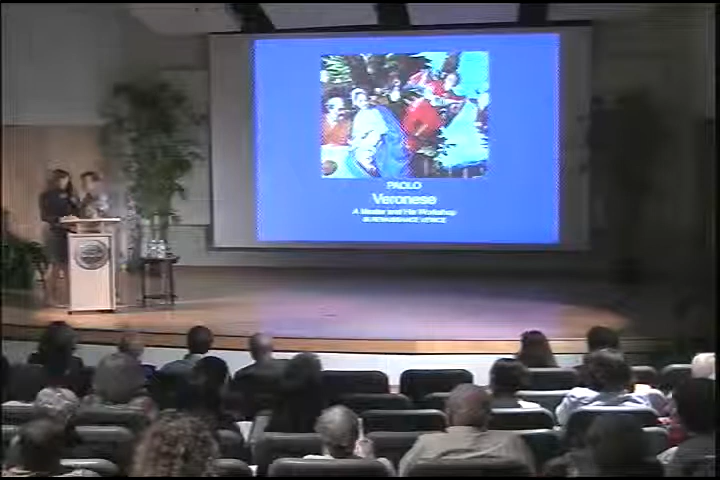 PAOLO
Veronese
A Master and His Workshop
IN RENAISSANCE VENICE